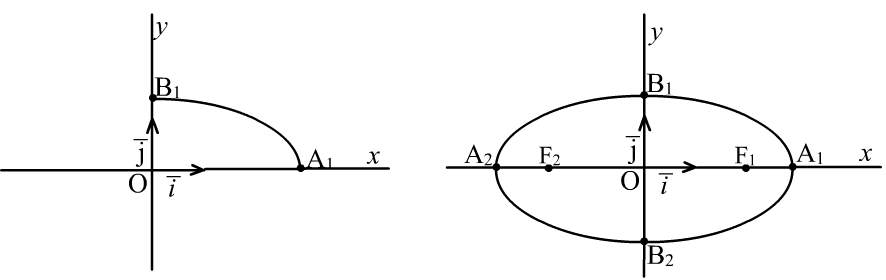 y
B₁
j̅
A₁
x
O
i̅
y
B₁
A₂
F₂
j̅
F₁
A₁
x
O
i̅
B₂